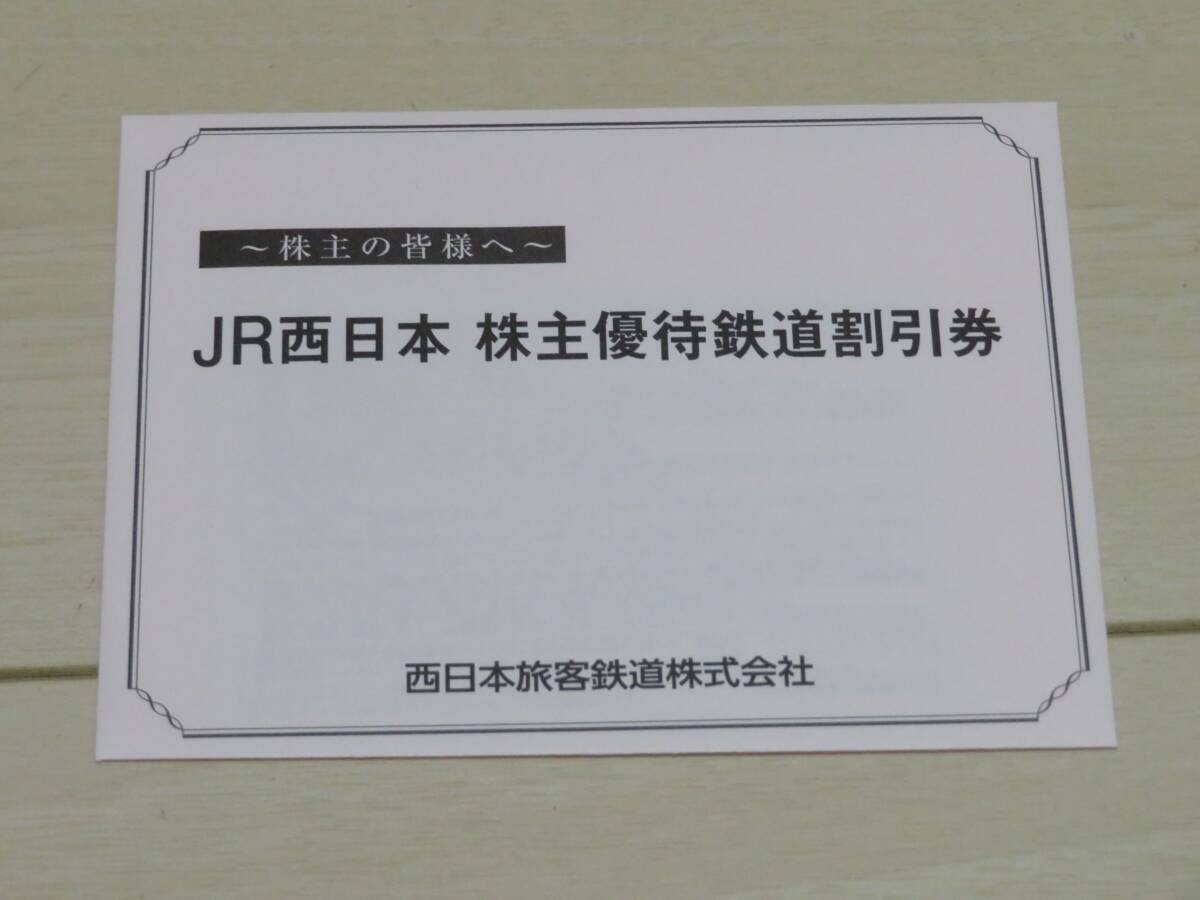 ～株主の皆様へ～
JR西日本 株主優待鉄道割引券
西日本旅客鉄道株式会社